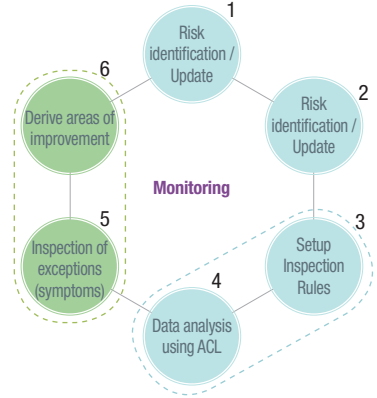 1
Risk
identification /
Update
2
Risk
identification /
Update
3
Setup
Inspection
Rules
4
Data analysis
using ACL
5
Inspection of
exceptions
(symptoms)
6
Derive areas of
improvement
Monitoring